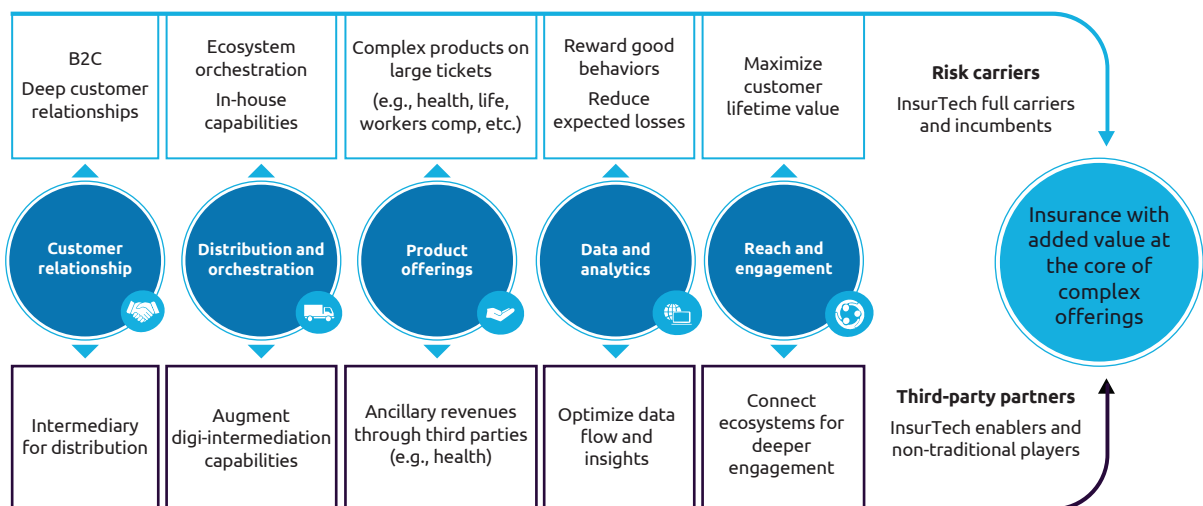 B2C
Deep customer
relationships
Ecosystem
orchestration
In-house
capabilities
Complex products on
large tickets
(e.g., health, life,
workers comp, etc.)
Reward good
behaviors
Reduce
expected losses
Maximize
customer
lifetime value
Risk carriers
InsurTech full carriers
and incumbents
Customer
relationship
Distribution and
orchestration
Product
offerings
Data and
analytics
Reach and
engagement
Insurance with
added value at
the core of
complex
offerings
Intermediary
for distribution
Augment
digi-intermediation
capabilities
Ancillary revenues
through third parties
(e.g., health)
Optimize data
flow and
insights
Connect
ecosystems for
deeper
engagement
Third-party partners
InsurTech enablers and
non-traditional players